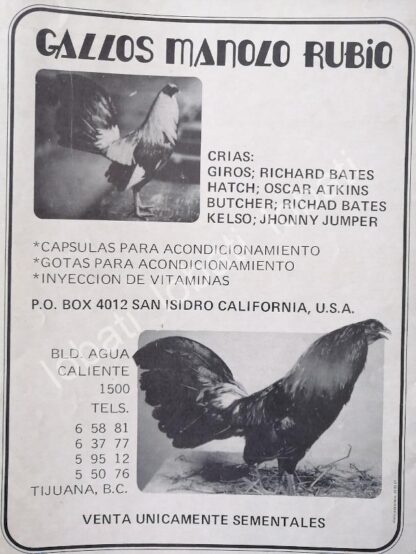 GALLOS MANOLO RUBIO
CRIAS:
GIROS; RICHARD BATES
HATCH; OSCAR ATKINS
BUTCHER; RICHAD BATES
KELSO; JHONNY JUMPER
*CAPSULAS PARA ACONDICIONAMIENTO
*GOTAS PARA ACONDICIONAMIENTO
*INYECCION DE VITAMINAS
P.O. BOX 4012 SAN ISIDRO CALIFORNIA, U.S.A.
BLD. AGUA
CALIENTE
1500
TELS.
6 58 81
6 37 77
5 95 12
5 50 76
TIJUANA, B.C.
VENTA UNICAMENTE SEMENTALES